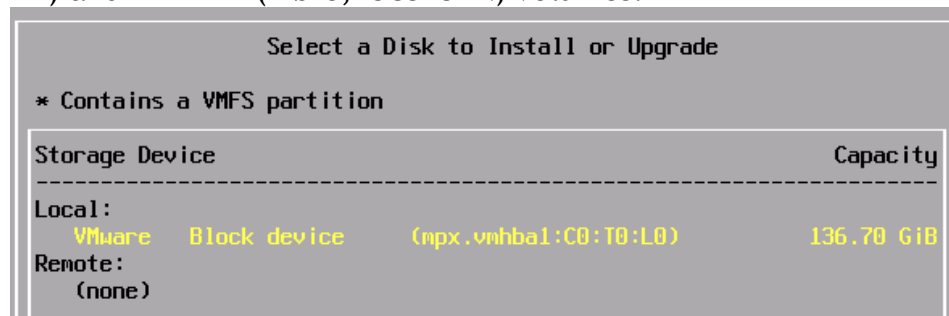 Select a Disk to Install or Upgrade
* Contains a VMFS partition
Storage Device Capacity
Local:
VMware Block device (mpx.vmhba1:C0:T0:L0) 136.70 GiB
Remote:
(none)